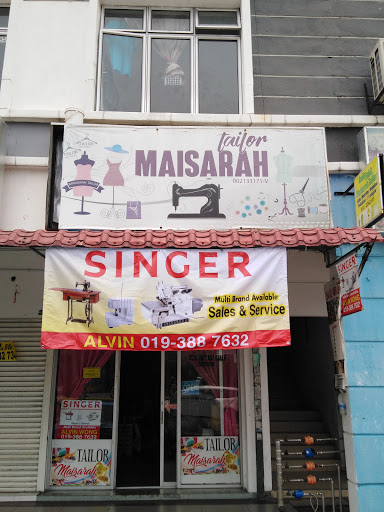 tailor
MAISARAH
002131171-V
SINGER
Multi Brand Available
Sales & Service
ALVIN 019-388 7632
SINGER
ALVIN WONG
019-388 7632
TAILOR
Maisarah
TAILOR
Maisarah